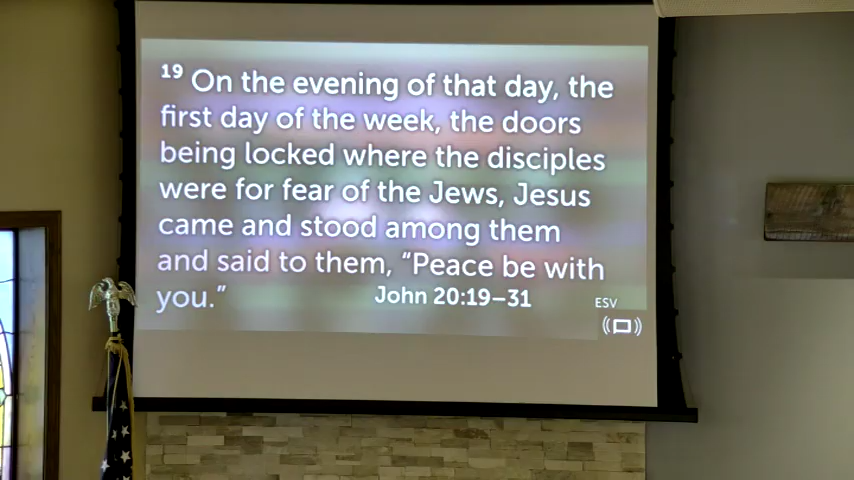 19 On the evening of that day, the
first day of the week, the doors
being locked where the disciples
were for fear of the Jews, Jesus
came and stood among them
and said to them, “Peace be with
you.”
John 20:19–31
ESV